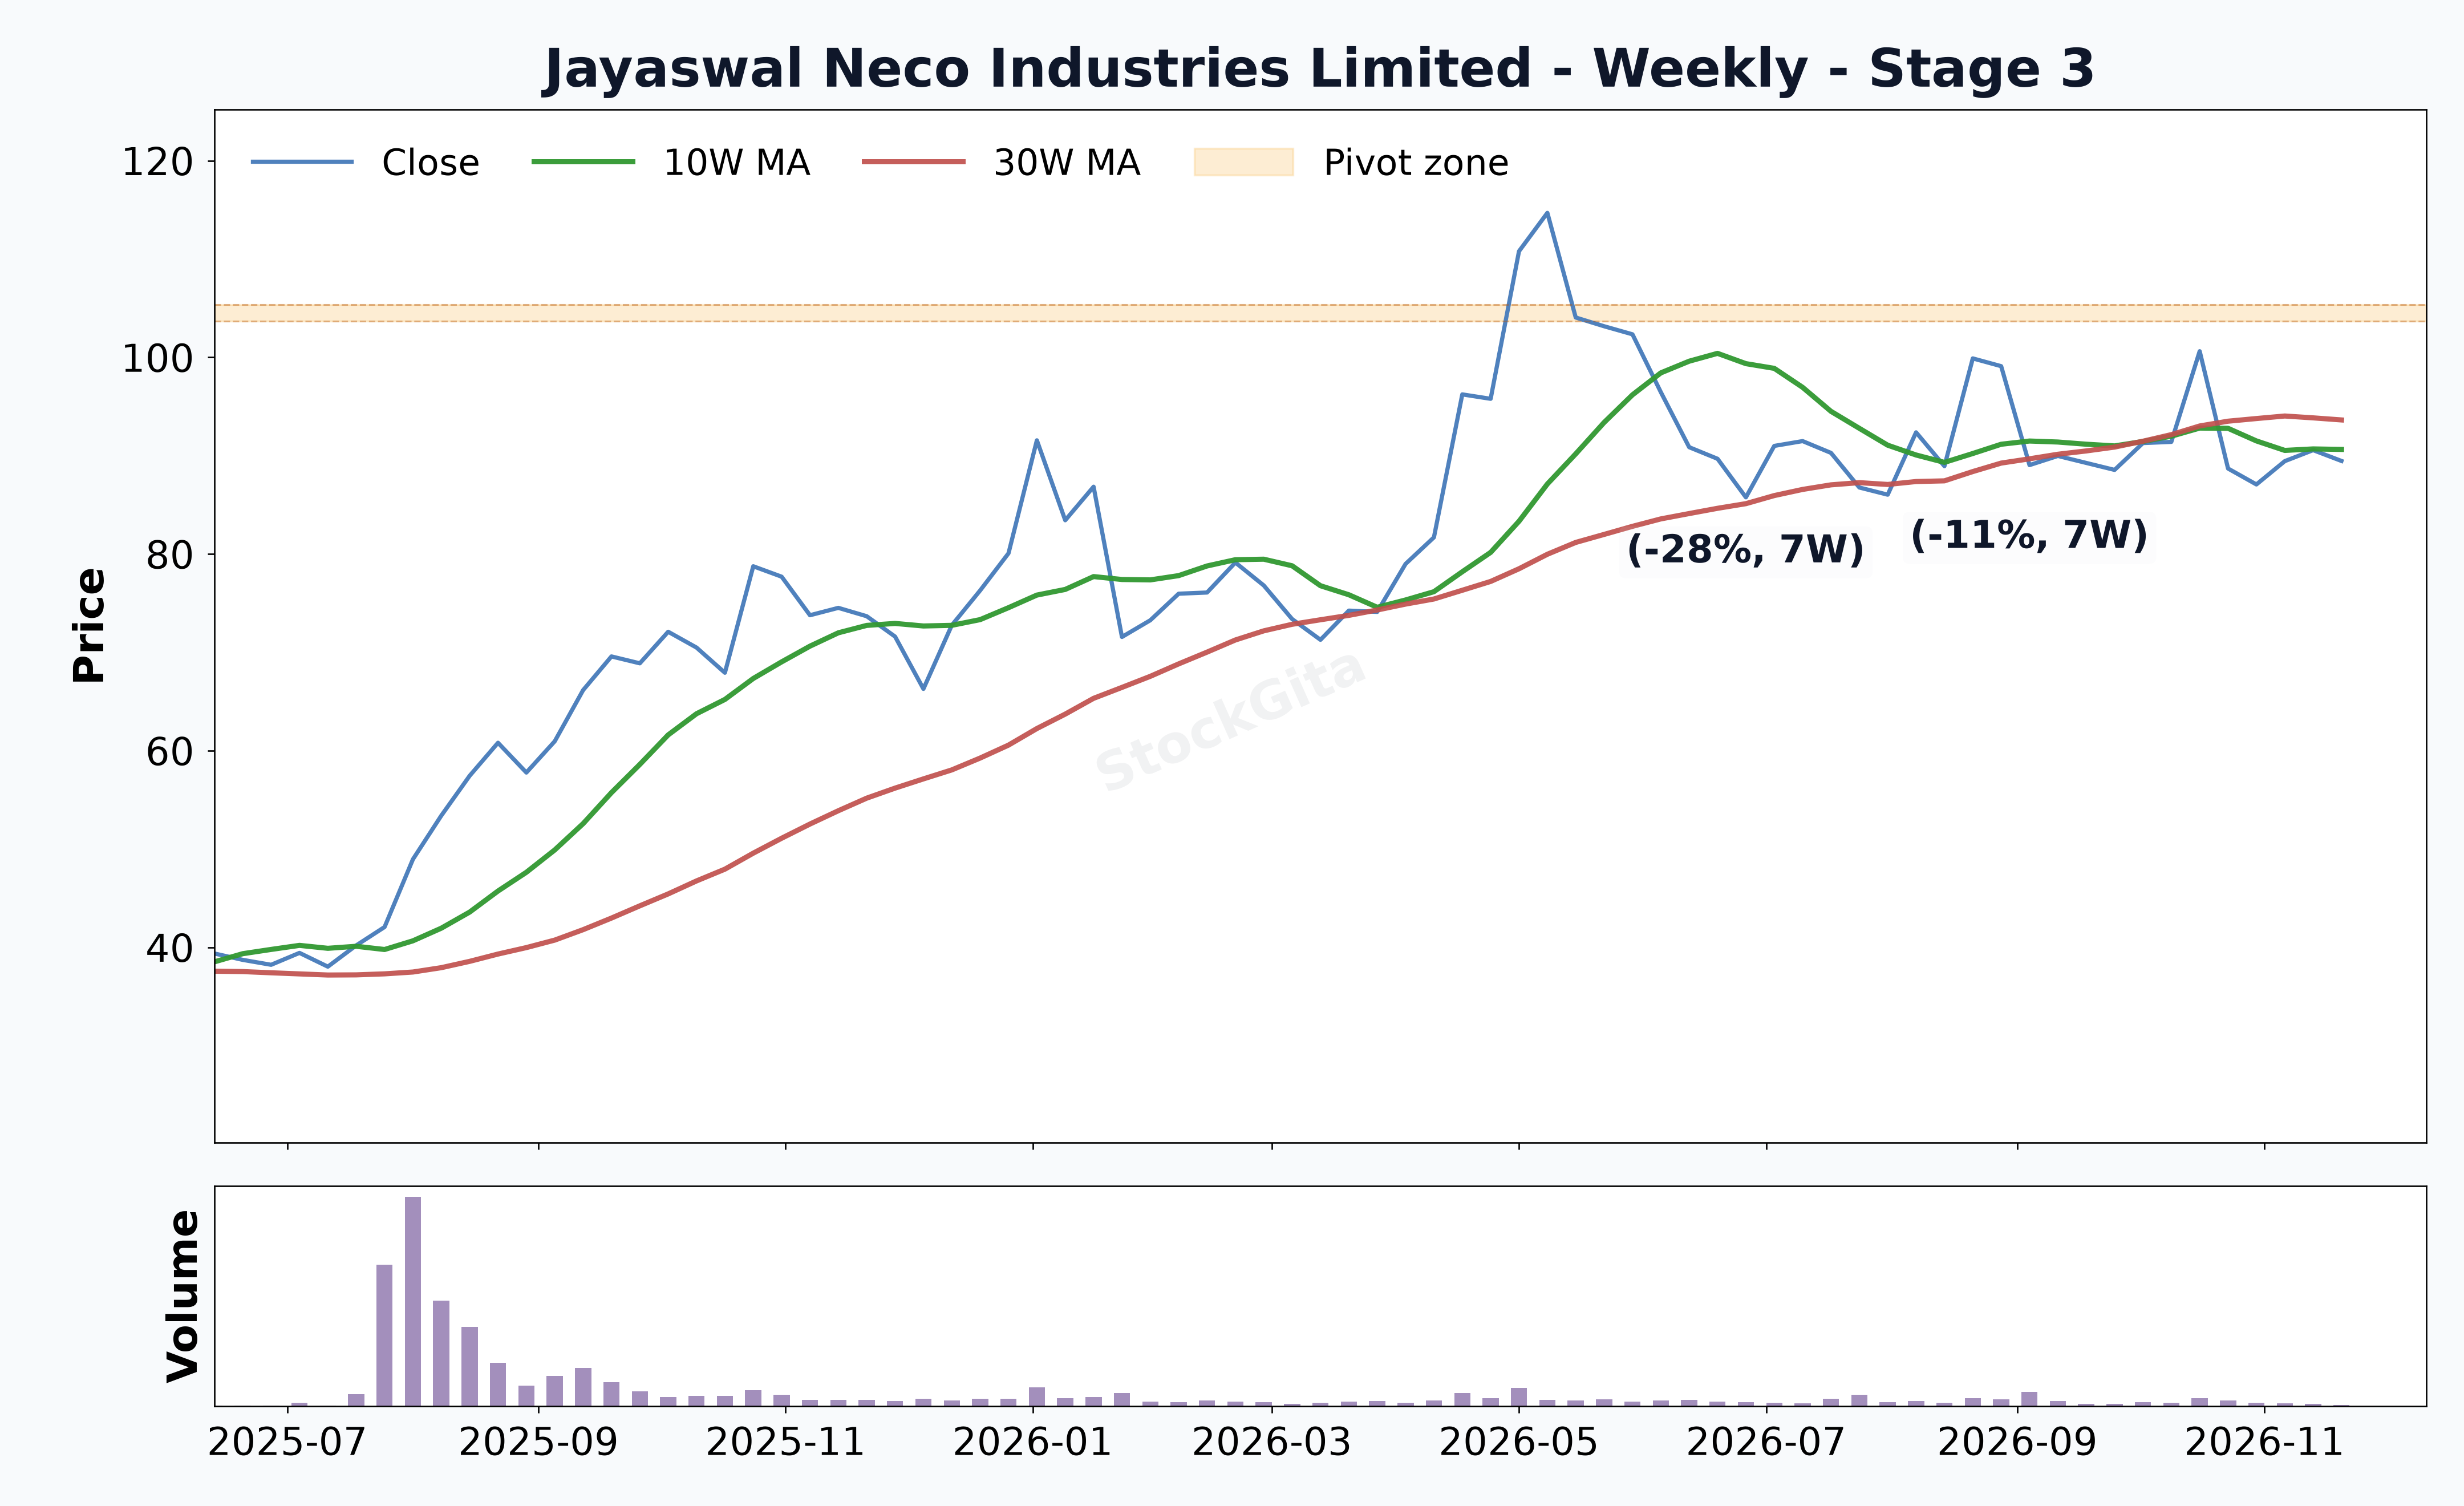 Jayaswal Neco Industries Limited - Weekly - Stage 3
Close 10W MA 30W MA Pivot zone
120
100
80
60
40
Price
(-28%, 7W)
(-11%, 7W)
StockGita
Volume
2025-07 2025-09 2025-11 2026-01 2026-03 2026-05 2026-07 2026-09 2026-11